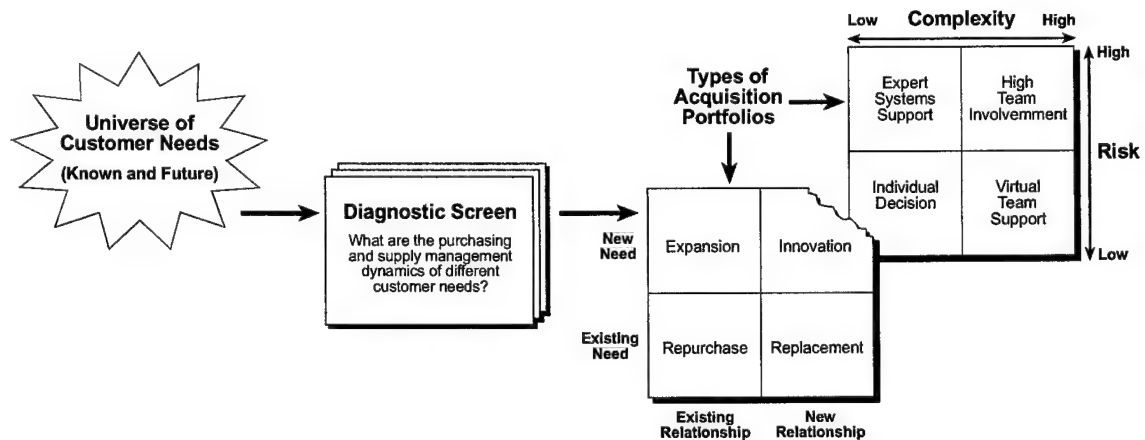 Universe of
Customer Needs
(Known and Future)
Diagnostic Screen
What are the purchasing
and supply management
dynamics of different
customer needs?
Types of
Acquisition
Portfolios
New
Need
Existing
Need
Expansion
Innovation
Repurchase
Replacement
Existing
Relationship
New
Relationship
Low
Complexity
High
Expert
Systems
Support
High
Team
Involvemment
Individual
Decision
Virtual
Team
Support
High
Risk
Low